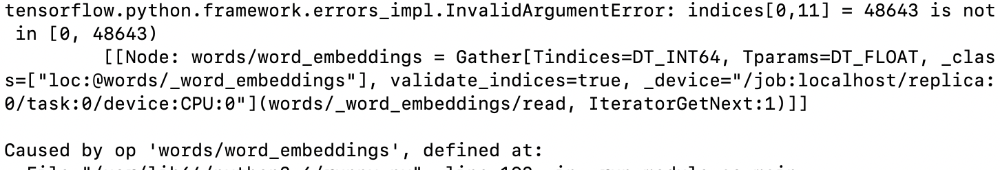 tensorflow.python.framework.errors_impl.InvalidArgumentError: indices[0,11] = 48643 is not
 in [0, 48643)
         [[Node: words/word_embeddings = Gather[Tindices=DT_INT64, Tparams=DT_FLOAT, _clas
s=["loc:@words/_word_embeddings"], validate_indices=true, _device="/job:localhost/replica:
0/task:0/device:CPU:0"](words/_word_embeddings/read, IteratorGetNext:1)]]
Caused by op 'words/word_embeddings', defined at: